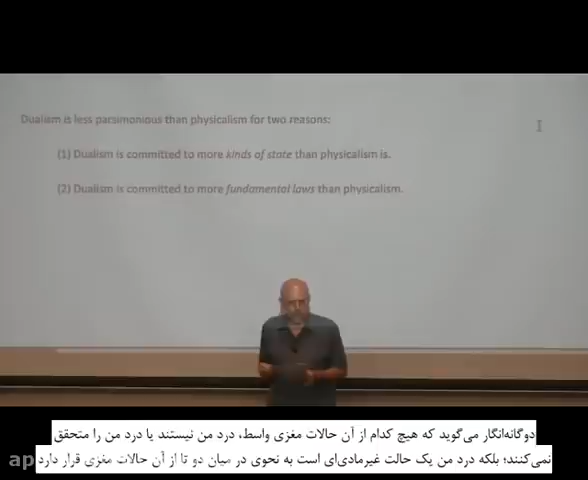 Dualism is less parsimonious than physicalism for two reasons:
(1) Dualism is committed to more kinds of state than physicalism is.
(2) Dualism is committed to more fundamental laws than physicalism.
دوگانه‌انگار می‌گوید که هیچ کدام از آن حالات مغزی واسط، درد من نیستند یا درد من را متحقق
نمی‌کنند؛ بلکه درد من یک حالت غیرمادی‌ای است به نحوی در میان دو تا از آن حالات مغزی قرار دارد